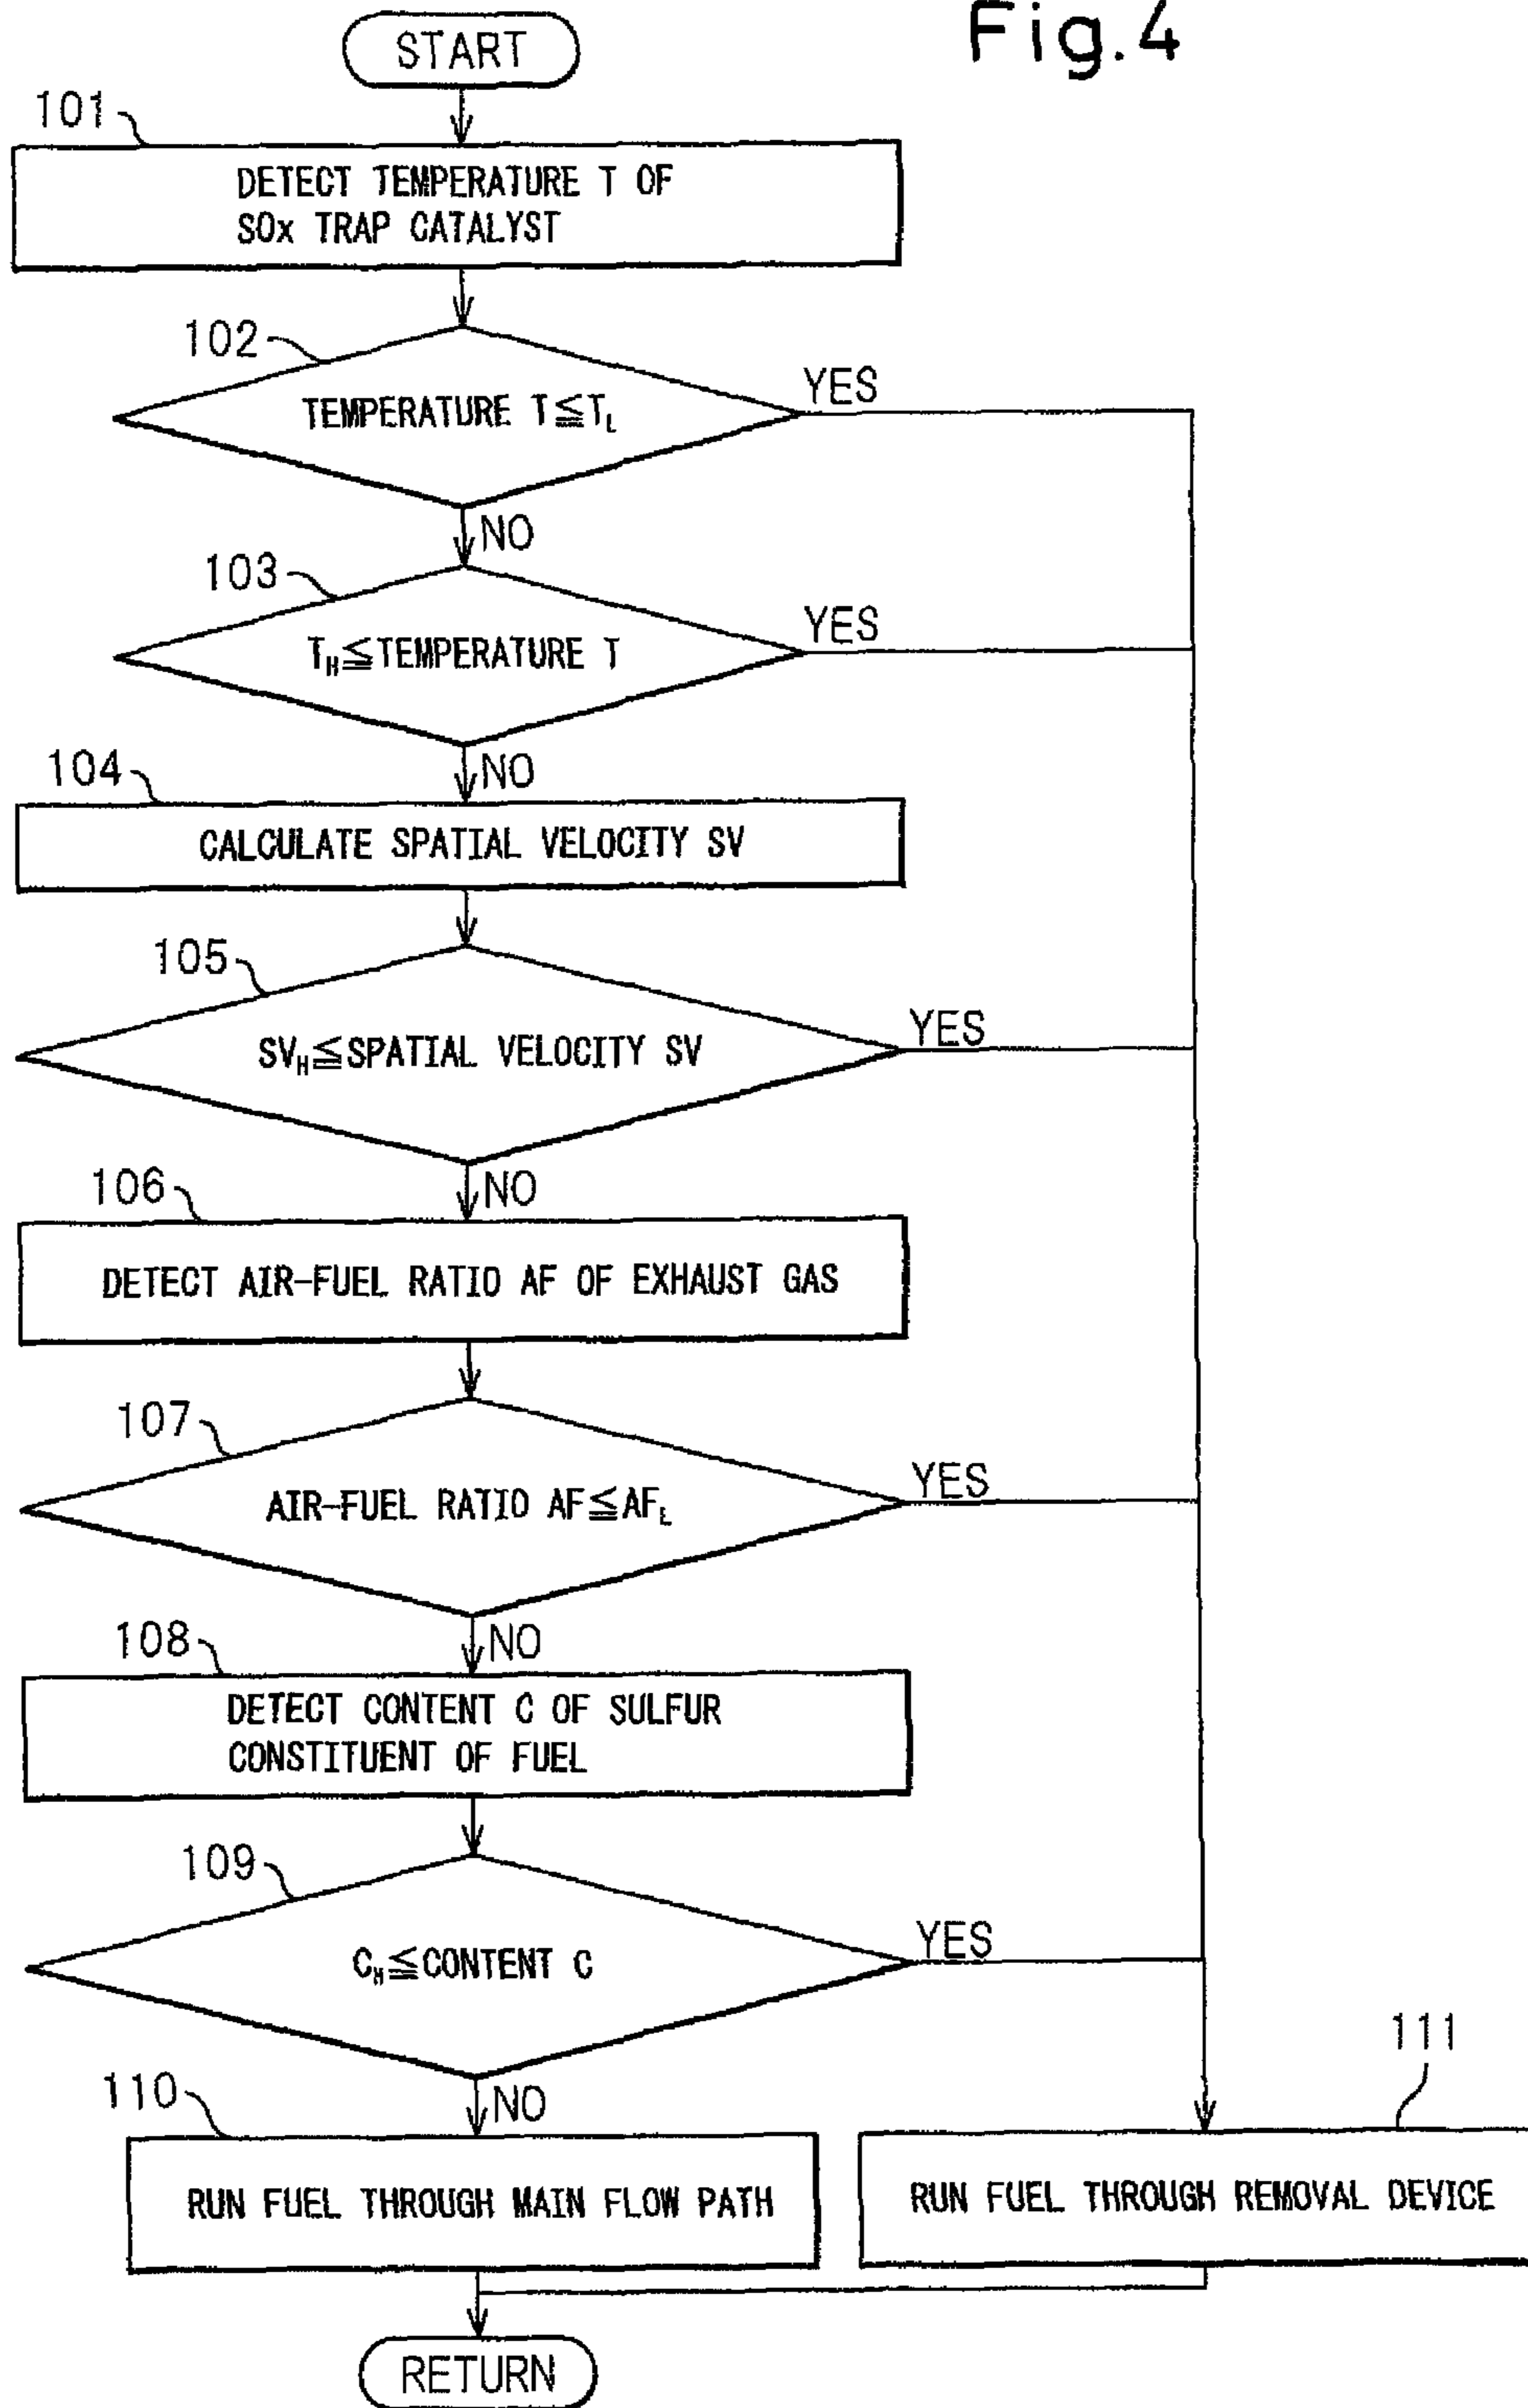 Fig.4
START
101
DETECT TEMPERATURE T OF
SOx TRAP CATALYST
102
TEMPERATURE T≦T_L
YES
NO
103
T_H≦TEMPERATURE T
YES
NO
104
CALCULATE SPATIAL VELOCITY SV
105
SV_H≦SPATIAL VELOCITY SV
YES
NO
106
DETECT AIR-FUEL RATIO AF OF EXHAUST GAS
107
AIR-FUEL RATIO AF≦AF_L
YES
NO
108
DETECT CONTENT C OF SULFUR
CONSTITUENT OF FUEL
109
C_H≦CONTENT C
YES
NO
110
RUN FUEL THROUGH MAIN FLOW PATH
111
RUN FUEL THROUGH REMOVAL DEVICE
RETURN